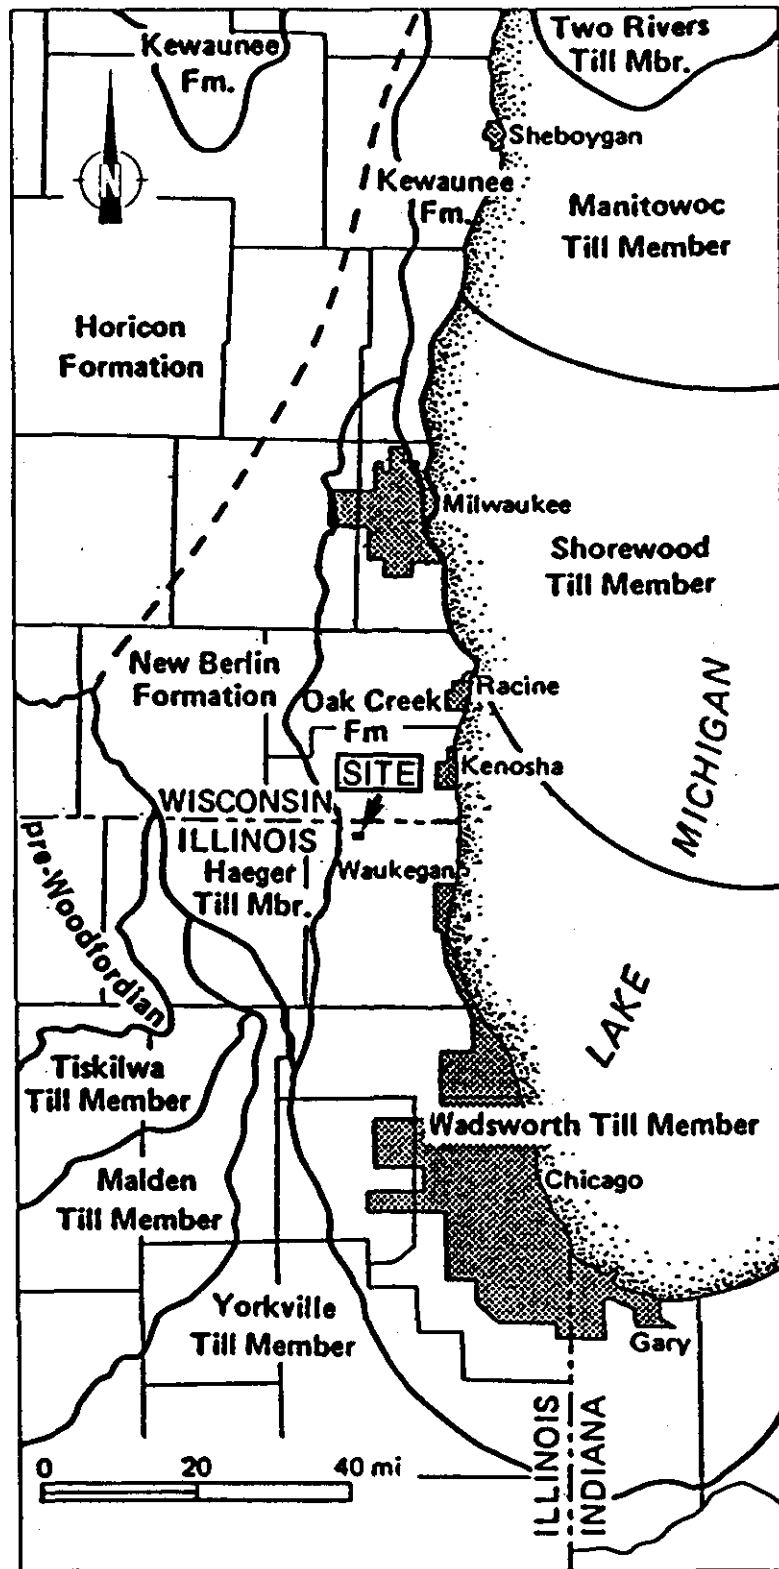 Kewaunee
Fm.
Two Rivers
Till Mbr.
Sheboygan
N
Kewaunee
Fm.
Manitowoc
Till Member
Horicon
Formation
Milwaukee
Shorewood
Till Member
New Berlin
Formation
Oak Creek
Fm
Racine
SITE
Kenosha
MICHIGAN
WISCONSIN
ILLINOIS
pre-Woodfordian
Haeger
Till Mbr.
Waukegan
LAKE
Tiskilwa
Till Member
Wadsworth Till Member
Malden
Till Member
Chicago
Yorkville
Till Member
Gary
ILLINOIS
INDIANA
0 20 40 mi